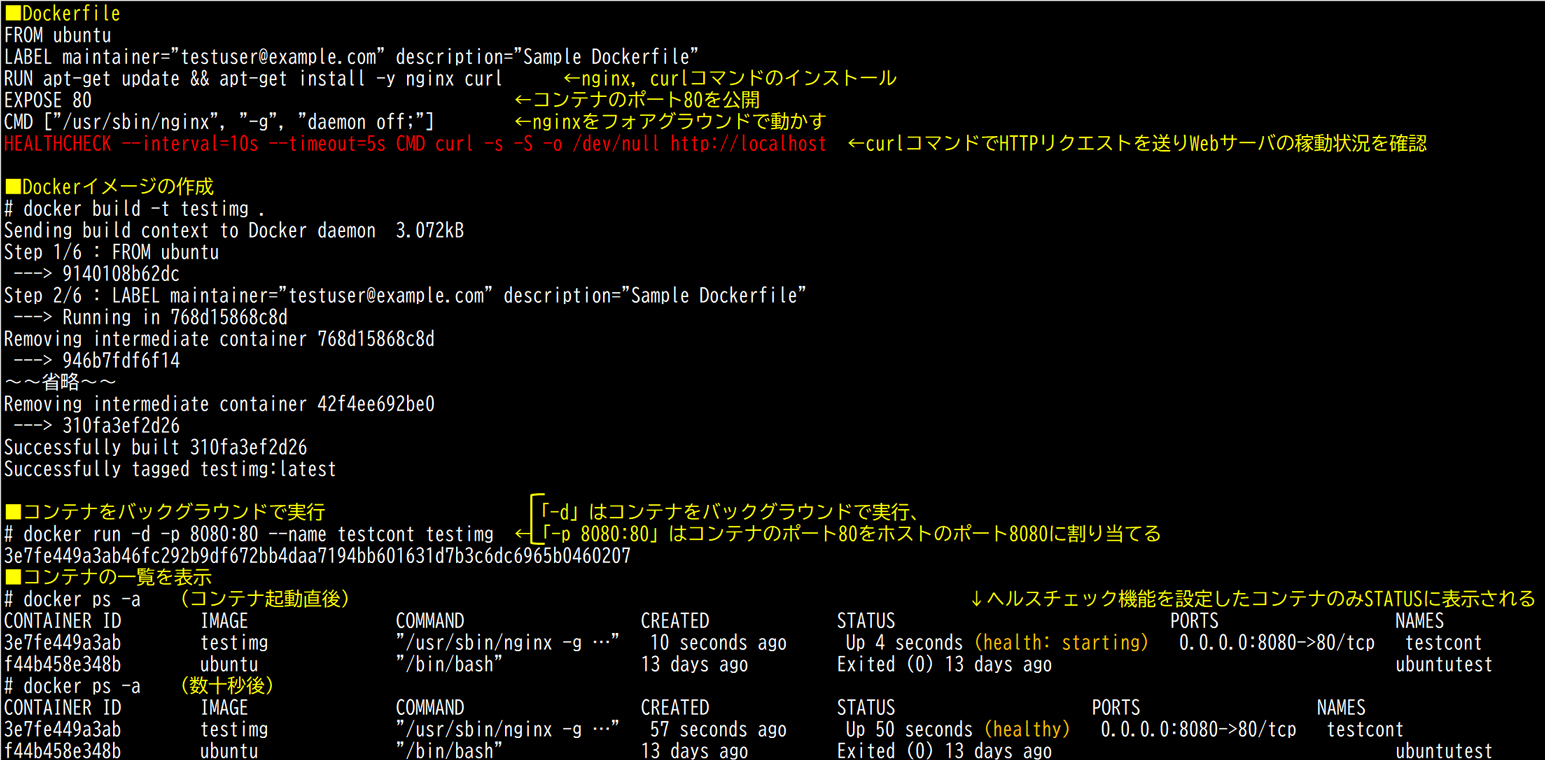 ■Dockerfile
FROM ubuntu
LABEL maintainer="testuser@example.com" description="Sample Dockerfile"
RUN apt-get update && apt-get install -y nginx curl ←nginx, curlコマンドのインストール
EXPOSE 80 ←コンテナのポート80を公開
CMD ["/usr/sbin/nginx", "-g", "daemon off;"] ←nginxをフォアグラウンドで動かす
HEALTHCHECK --interval=10s --timeout=5s CMD curl -s -S -o /dev/null http://localhost ←curlコマンドでHTTPリクエストを送りWebサーバの稼動状況を確認
■Dockerイメージの作成
# docker build -t testimg .
Sending build context to Docker daemon 3.072kB
Step 1/6 : FROM ubuntu
---> 9140108b62dc
Step 2/6 : LABEL maintainer="testuser@example.com" description="Sample Dockerfile"
---> Running in 768d15868c8d
Removing intermediate container 768d15868c8d
---> 946b7fdf6f14
～～省略～～
Removing intermediate container 42f4ee692be0
---> 310fa3ef2d26
Successfully built 310fa3ef2d26
Successfully tagged testimg:latest
■コンテナをバックグラウンドで実行 「-d」はコンテナをバックグラウンドで実行、
# docker run -d -p 8080:80 --name testcont testimg ←「-p 8080:80」はコンテナのポート80をホストのポート8080に割り当てる
3e7fe449a3ab46fc292b9df672bb4daa7194bb601631d7b3c6dc6965b0460207
■コンテナの一覧を表示
# docker ps -a （コンテナ起動直後） ↓ヘルスチェック機能を設定したコンテナのみSTATUSに表示される
CONTAINER ID IMAGE COMMAND CREATED STATUS PORTS NAMES
3e7fe449a3ab testimg "/usr/sbin/nginx -g …" 10 seconds ago Up 4 seconds (health: starting) 0.0.0.0:8080->80/tcp testcont
f44b458e348b ubuntu "/bin/bash" 13 days ago Exited (0) 13 days ago ubuntutest
# docker ps -a （数十秒後）
CONTAINER ID IMAGE COMMAND CREATED STATUS PORTS NAMES
3e7fe449a3ab testimg "/usr/sbin/nginx -g …" 57 seconds ago Up 50 seconds (healthy) 0.0.0.0:8080->80/tcp testcont
f44b458e348b ubuntu "/bin/bash" 13 days ago Exited (0) 13 days ago ubuntutest